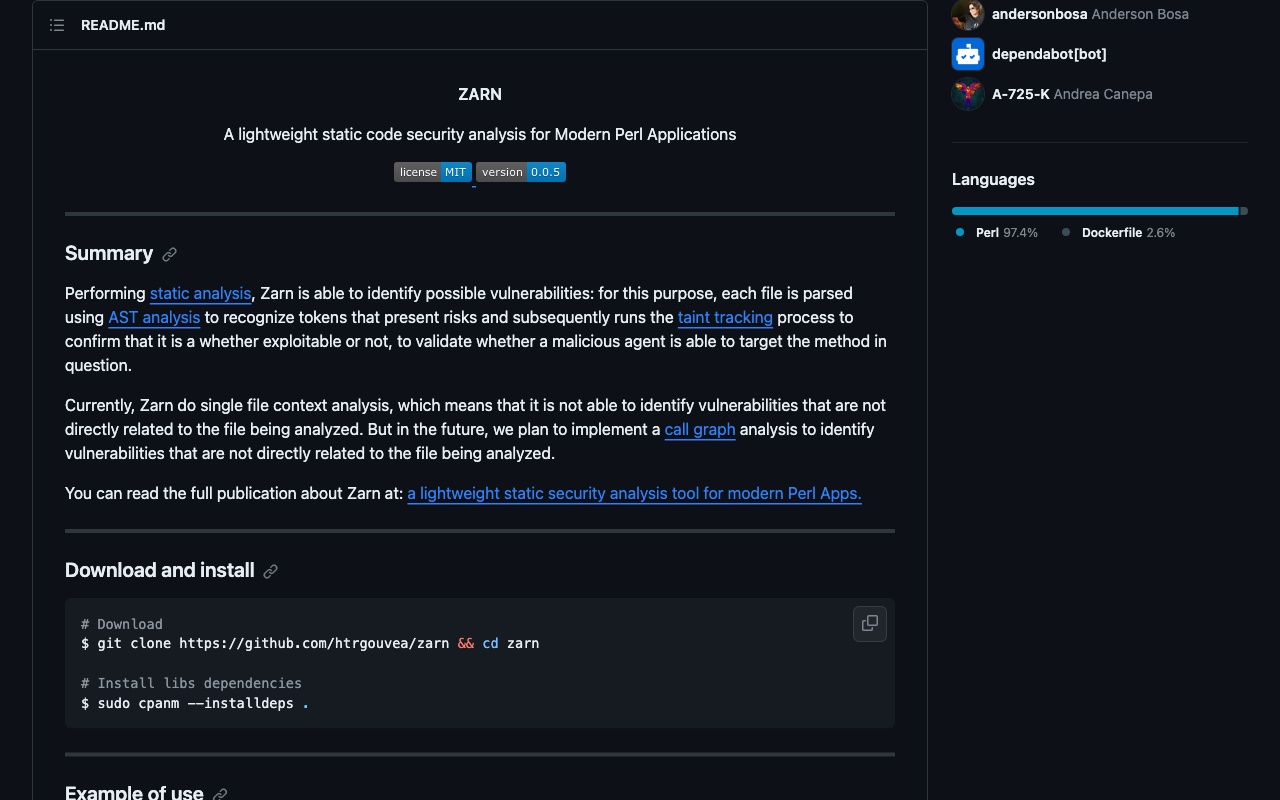 README.md
ZARN
A lightweight static code security analysis for Modern Perl Applications
license MIT version 0.0.5
Summary
Performing static analysis, Zarn is able to identify possible vulnerabilities: for this purpose, each file is parsed
using AST analysis to recognize tokens that present risks and subsequently runs the taint tracking process to
confirm that it is a whether exploitable or not, to validate whether a malicious agent is able to target the method in
question.
Currently, Zarn do single file context analysis, which means that it is not able to identify vulnerabilities that are not
directly related to the file being analyzed. But in the future, we plan to implement a call graph analysis to identify
vulnerabilities that are not directly related to the file being analyzed.
You can read the full publication about Zarn at: a lightweight static security analysis tool for modern Perl Apps.
Download and install
# Download
$ git clone https://github.com/htrgouvea/zarn && cd zarn
# Install libs dependencies
$ sudo cpanm --installdeps .
Example of use
andersonbosa Anderson Bosa
dependabot[bot]
A-725-K Andrea Canepa
Languages
Perl 97.4% Dockerfile 2.6%